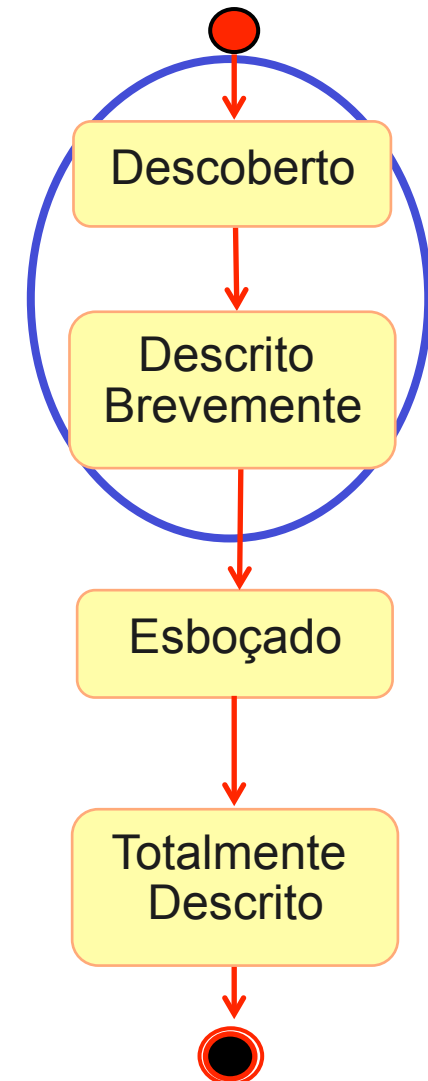 Descoberto
Descrito
Brevemente
Esboçado
Totalmente
Descrito